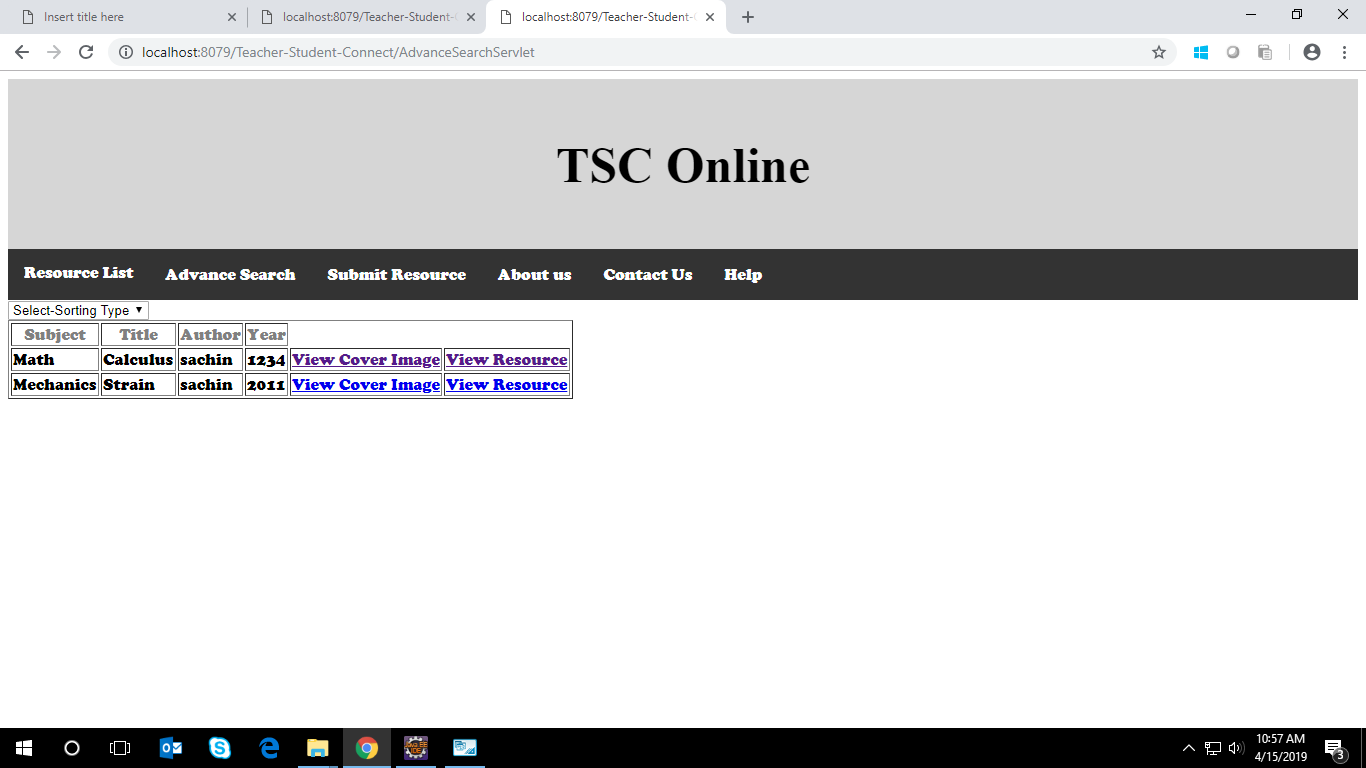 Insert title here
localhost:8079/Teacher-Student-
localhost:8079/Teacher-Student-
localhost:8079/Teacher-Student-Connect/AdvanceSearchServlet
TSC Online
Resource List Advance Search Submit Resource About us Contact Us Help
Select-Sorting Type
Subject Title Author Year
Math Calculus sachin 1234 View Cover Image View Resource
Mechanics Strain sachin 2011 View Cover Image View Resource
10:57 AM
4/15/2019
3